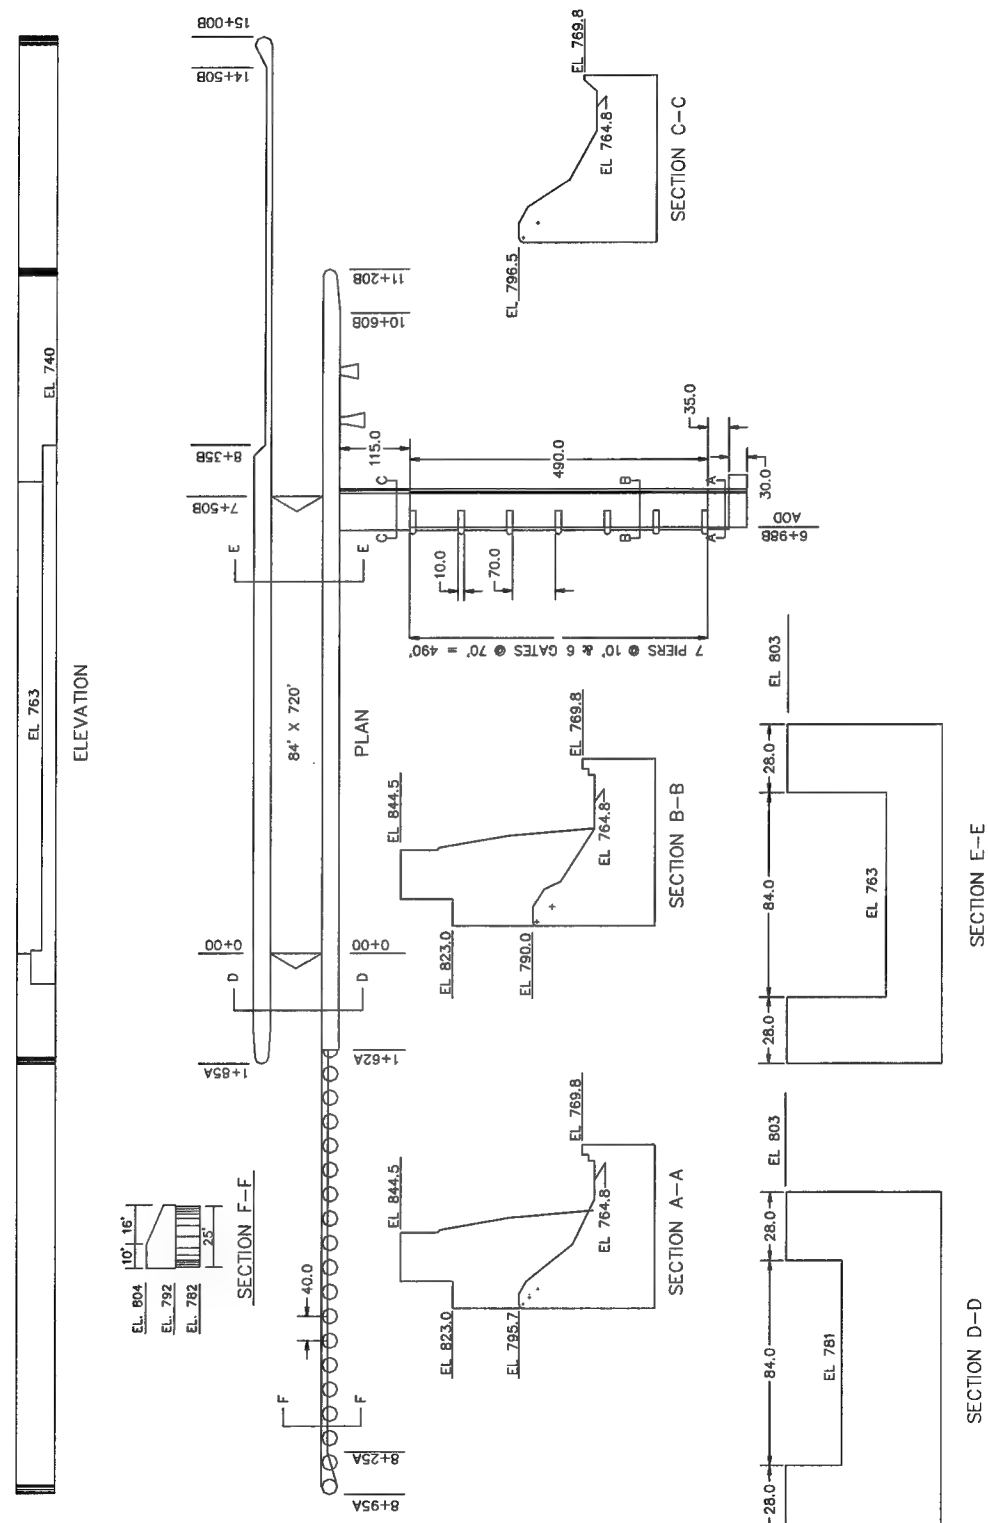 EL 763
EL 740
ELEVATION
15+00B
14+50B
8+35B
7+50B
0+00
1+85A
E
E
D
D
84' X 720'
PLAN
11+20B
10+60B
0+00
1+62A
40.0
F
F
8+25A
8+95A
115.0
490.0
35.0
30.0
C
C
B
B
A
A
10.0
70.0
6+98B
AOD
7 PIERS @ 10' & 6 GATES @ 70' = 490'
EL 769.8
EL 764.8
EL 796.5
SECTION C-C
EL 844.5
EL 769.8
EL 764.8
EL 823.0
EL 790.0
SECTION B-B
EL 844.5
EL 769.8
EL 764.8
EL 823.0
EL 795.7
SECTION A-A
10'
16'
25'
EL. 804
EL. 792
EL. 782
SECTION F-F
EL 803
28.0
84.0
28.0
EL 763
SECTION E-E
EL 803
28.0
84.0
28.0
EL 781
SECTION D-D